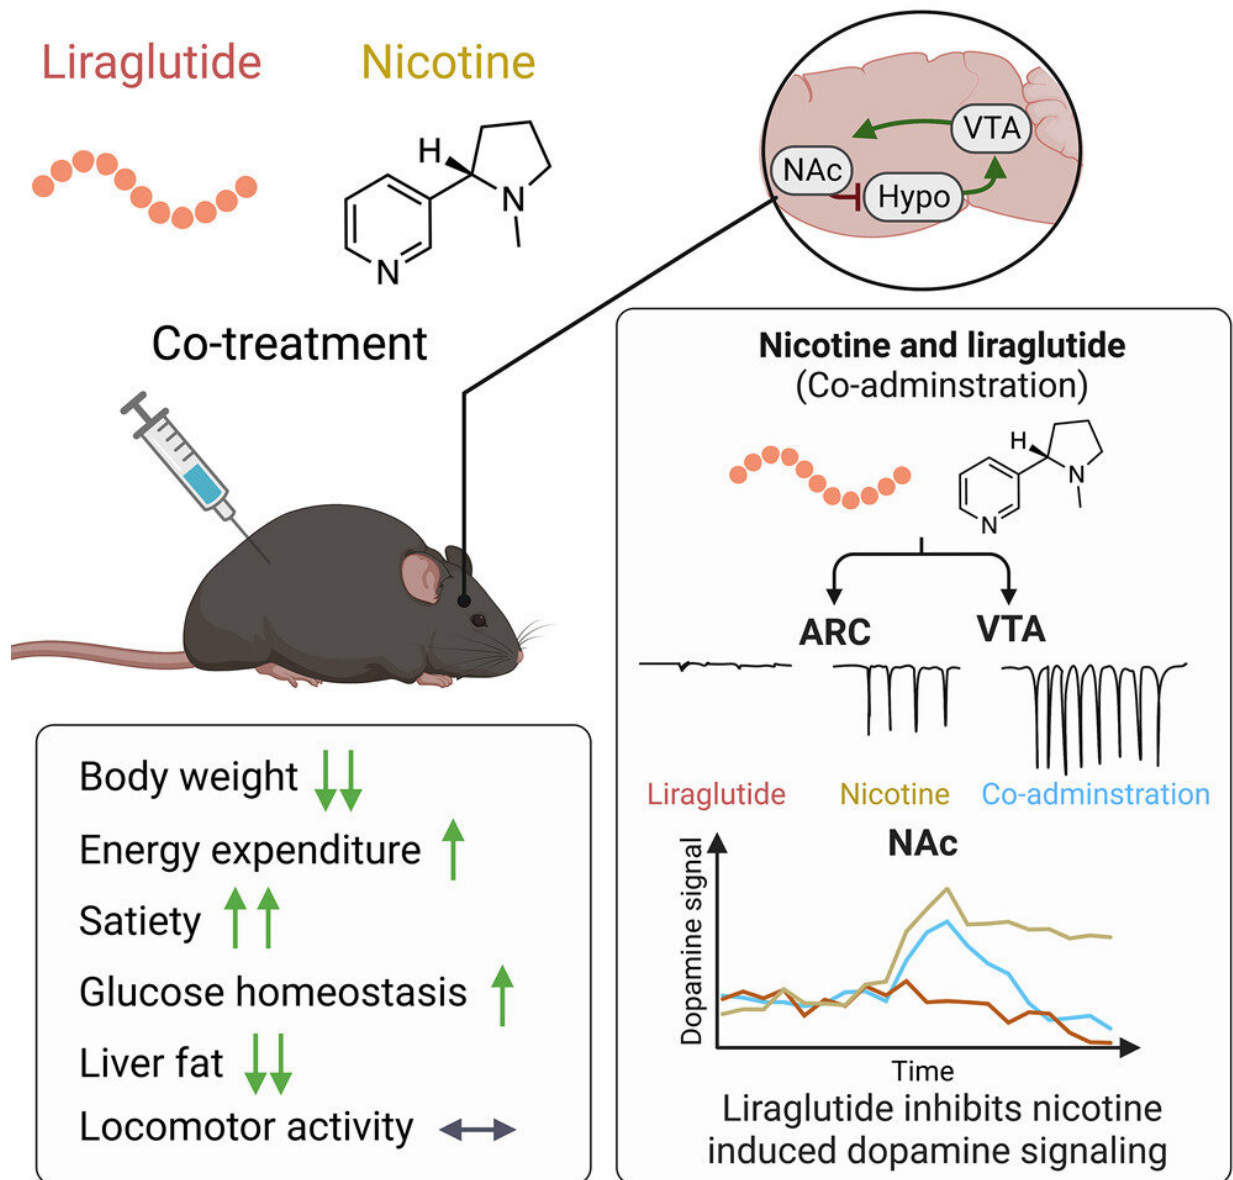 Liraglutide
Nicotine
H
N
N
Co-treatment
VTA
NAc
Hypo
Body weight
Energy expenditure
Satiety
Glucose homeostasis
Liver fat
Locomotor activity
Nicotine and liraglutide
(Co-adminstration)
H
N
N
ARC
VTA
Liraglutide
Nicotine
Co-adminstration
NAc
Dopamine signal
Time
Liraglutide inhibits nicotine
induced dopamine signaling